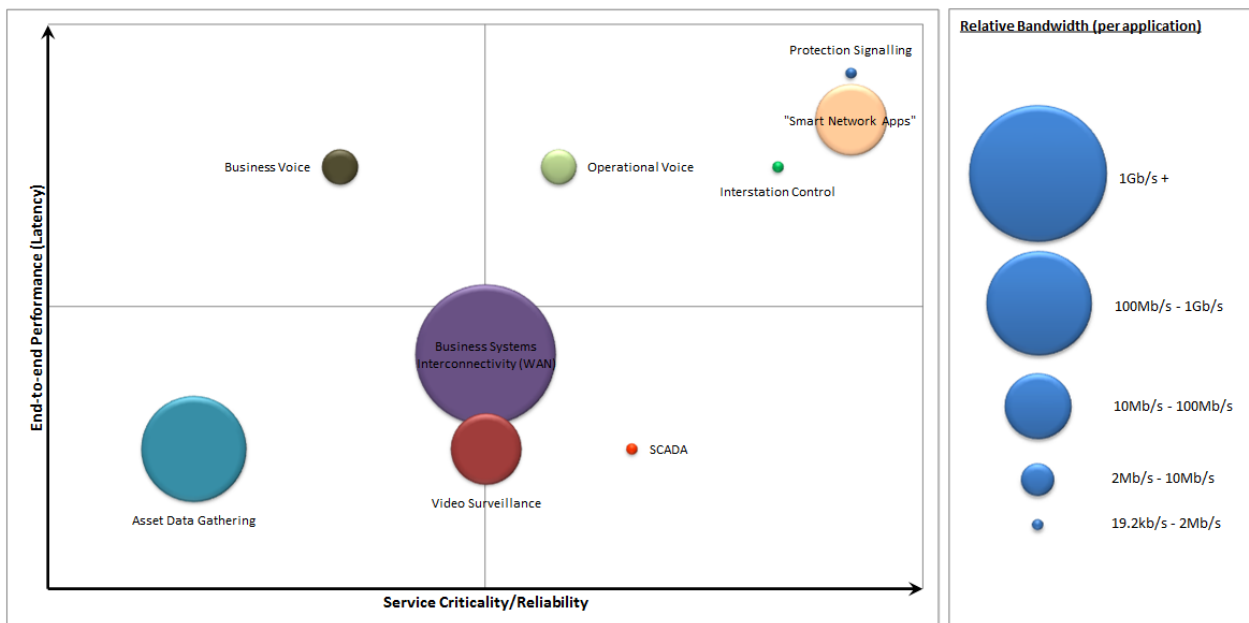 Relative Bandwidth (per application)
Protection Signalling
"Smart Network Apps"
Business Voice
Operational Voice
Interstation Control
1Gb/s +
End-to-end Performance (Latency)
100Mb/s - 1Gb/s
Business Systems
Interconnectivity (WAN)
10Mb/s - 100Mb/s
SCADA
2Mb/s - 10Mb/s
Video Surveillance
Asset Data Gathering
19.2kb/s - 2Mb/s
Service Criticality/Reliability